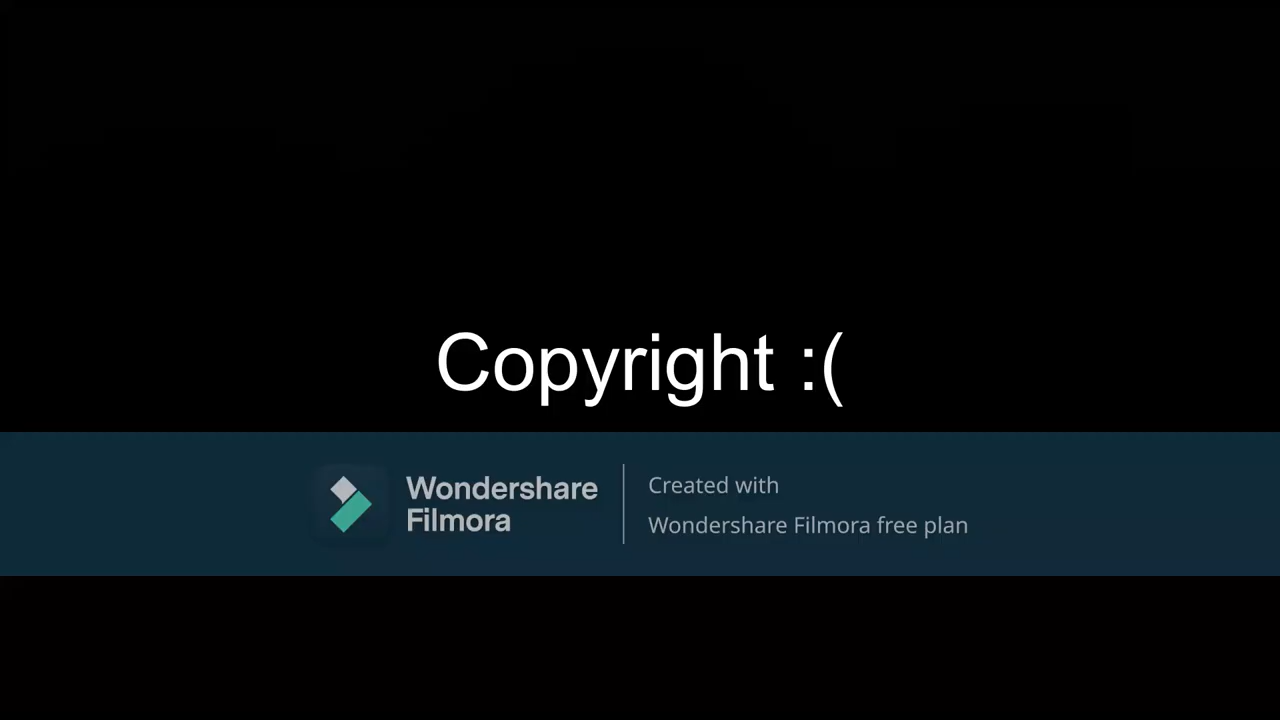 Copyright :(
Wondershare
Filmora
Created with
Wondershare Filmora free plan